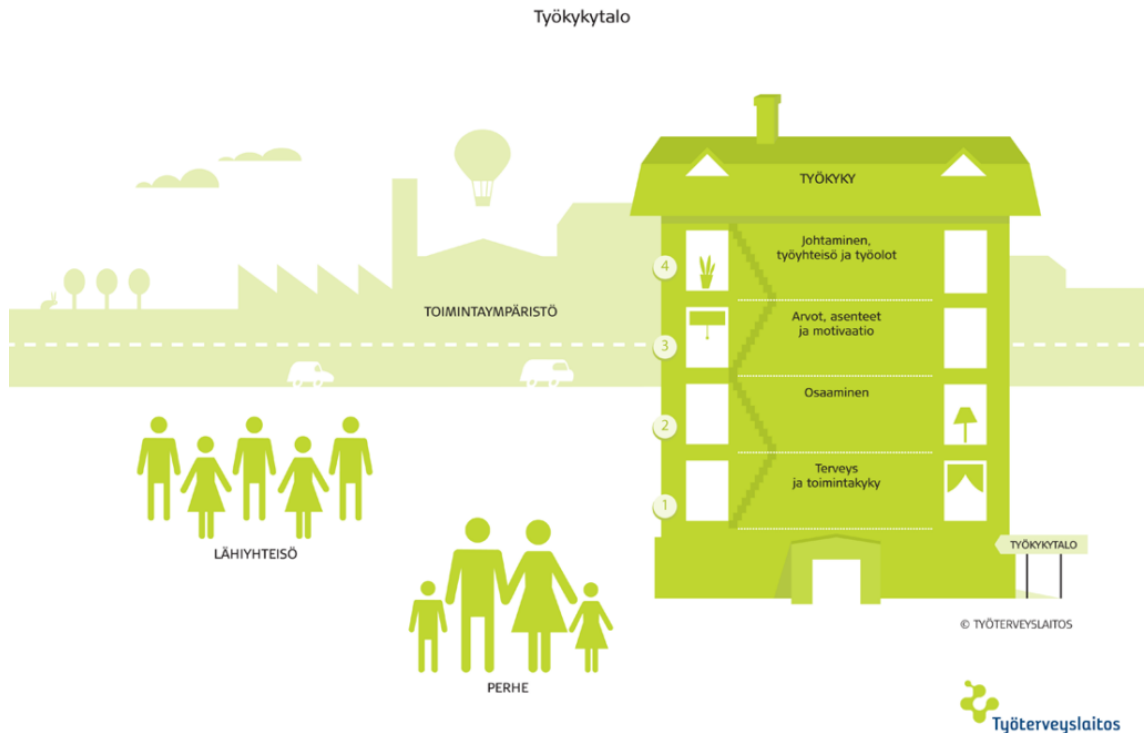 Työkykytalo
TYÖKYKY
4
Johtaminen,
työyhteisö ja työolot
TOIMINTAYMPÄRISTÖ
3
Arvot, asenteet
ja motivaatio
2
Osaaminen
1
Terveys
ja toimintakyky
LÄHIYHTEISÖ
TYÖKYKYTALO
© TYÖTERVEYSLAITOS
PERHE
Työterveyslaitos